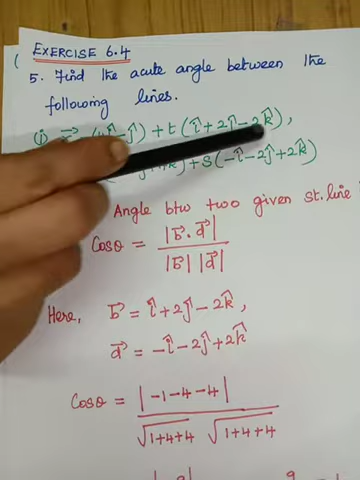 EXERCISE 6.4
5. Find the acute angle between the
following lines.
(i) + t(î + 2ĵ - 2k̂),
+ s(-î - 2ĵ + 2k̂)
Angle btw two given st. line
Cosθ = |b⃗ . d⃗| / |b⃗| |d⃗|
Here, b⃗ = î + 2ĵ - 2k̂,
d⃗ = -î - 2ĵ + 2k̂
Cosθ = |-1-4-4| / √1+4+4 √1+4+4